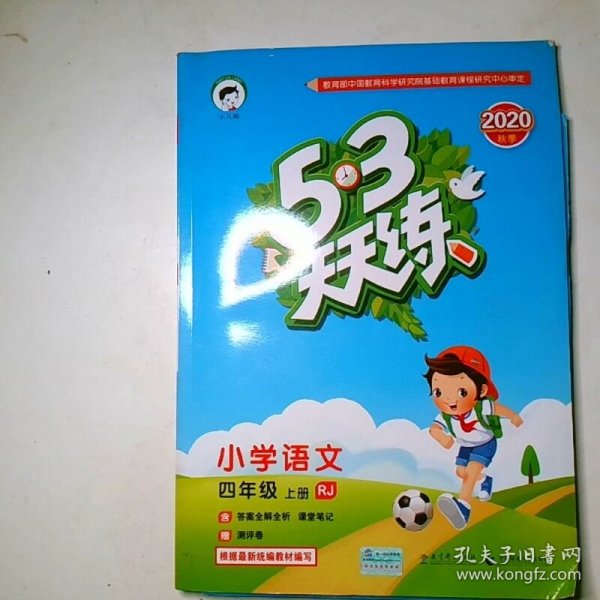 教育部中国教育科学研究院基础教育课程研究中心审定
小儿郎
2020
秋季
5·3
天天练
小学语文
四年级 上册 RJ
含 答案全解全析 课堂笔记
赠 测评卷
根据最新统编教材编写
孔夫子旧书网
www.kongfz.com